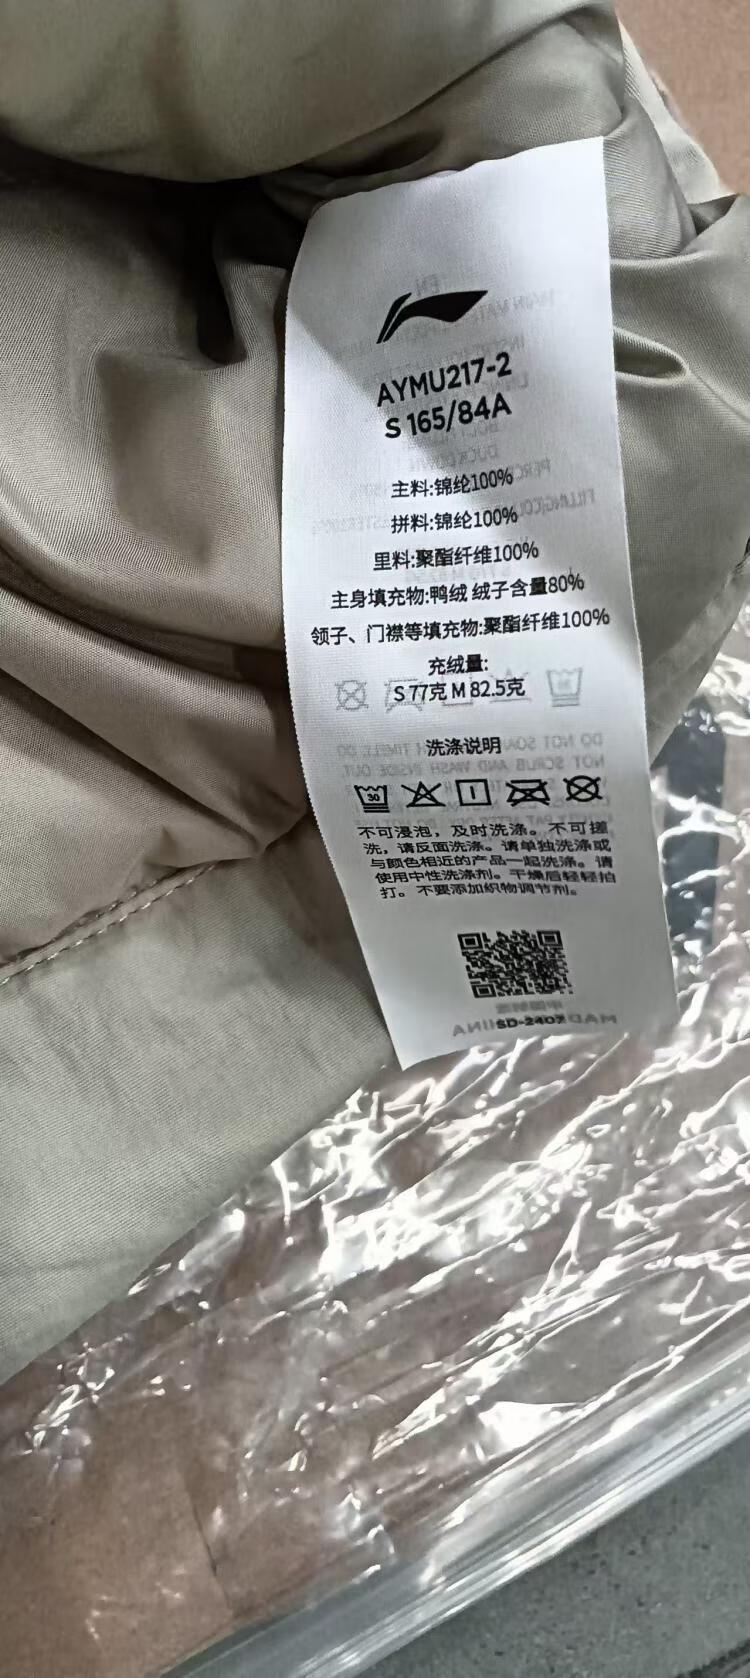 AYMU217-2
S 165/84A
主料:锦纶100%
拼料:锦纶100%
里料:聚酯纤维100%
主身填充物:鸭绒 绒子含量80%
领子、门襟等填充物:聚酯纤维100%
充绒量:
S 77克 M 82.5克
洗涤说明
30
不可浸泡，及时洗涤。不可搓
洗，请反面洗涤。请单独洗涤或
与颜色相近的产品一起洗涤。请
使用中性洗涤剂。干燥后轻轻拍
打。不要添加织物调节剂。
SD-2407